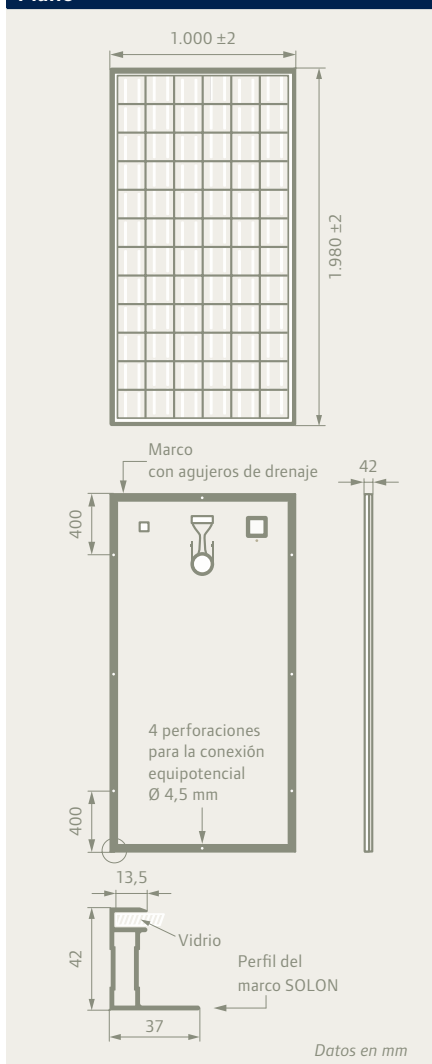 Plano
1.000 ±2
1.980 ±2
Marco
con agujeros de drenaje
42
400
4 perforaciones
para la conexión
equipotencial
Ø 4,5 mm
400
13,5
42
Vidrio
Perfil del
marco SOLON
37
Datos en mm